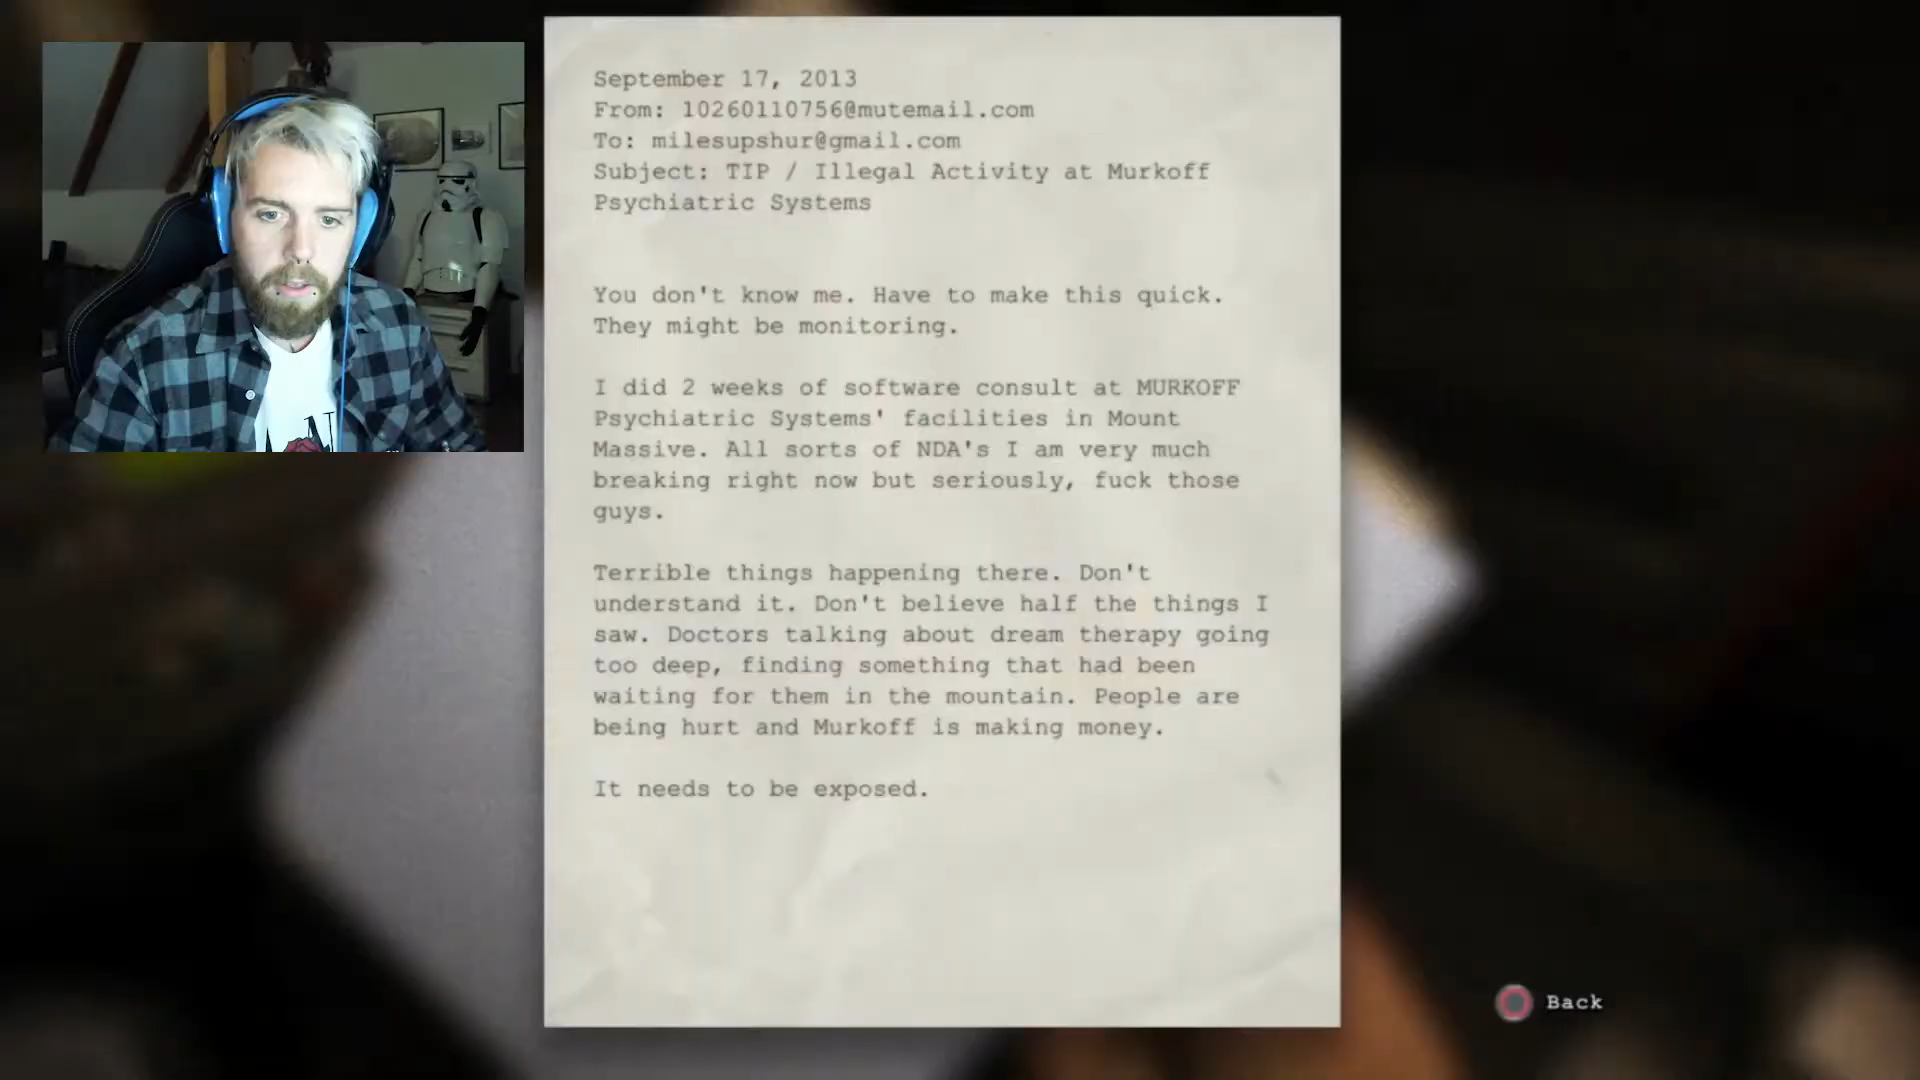 September 17, 2013
From: 10260110756@mutemail.com
To: milesupshur@gmail.com
Subject: TIP / Illegal Activity at Murkoff
Psychiatric Systems
You don't know me. Have to make this quick.
They might be monitoring.
I did 2 weeks of software consult at MURKOFF
Psychiatric Systems' facilities in Mount
Massive. All sorts of NDA's I am very much
breaking right now but seriously, fuck those
guys.
Terrible things happening there. Don't
understand it. Don't believe half the things I
saw. Doctors talking about dream therapy going
too deep, finding something that had been
waiting for them in the mountain. People are
being hurt and Murkoff is making money.
It needs to be exposed.
Back